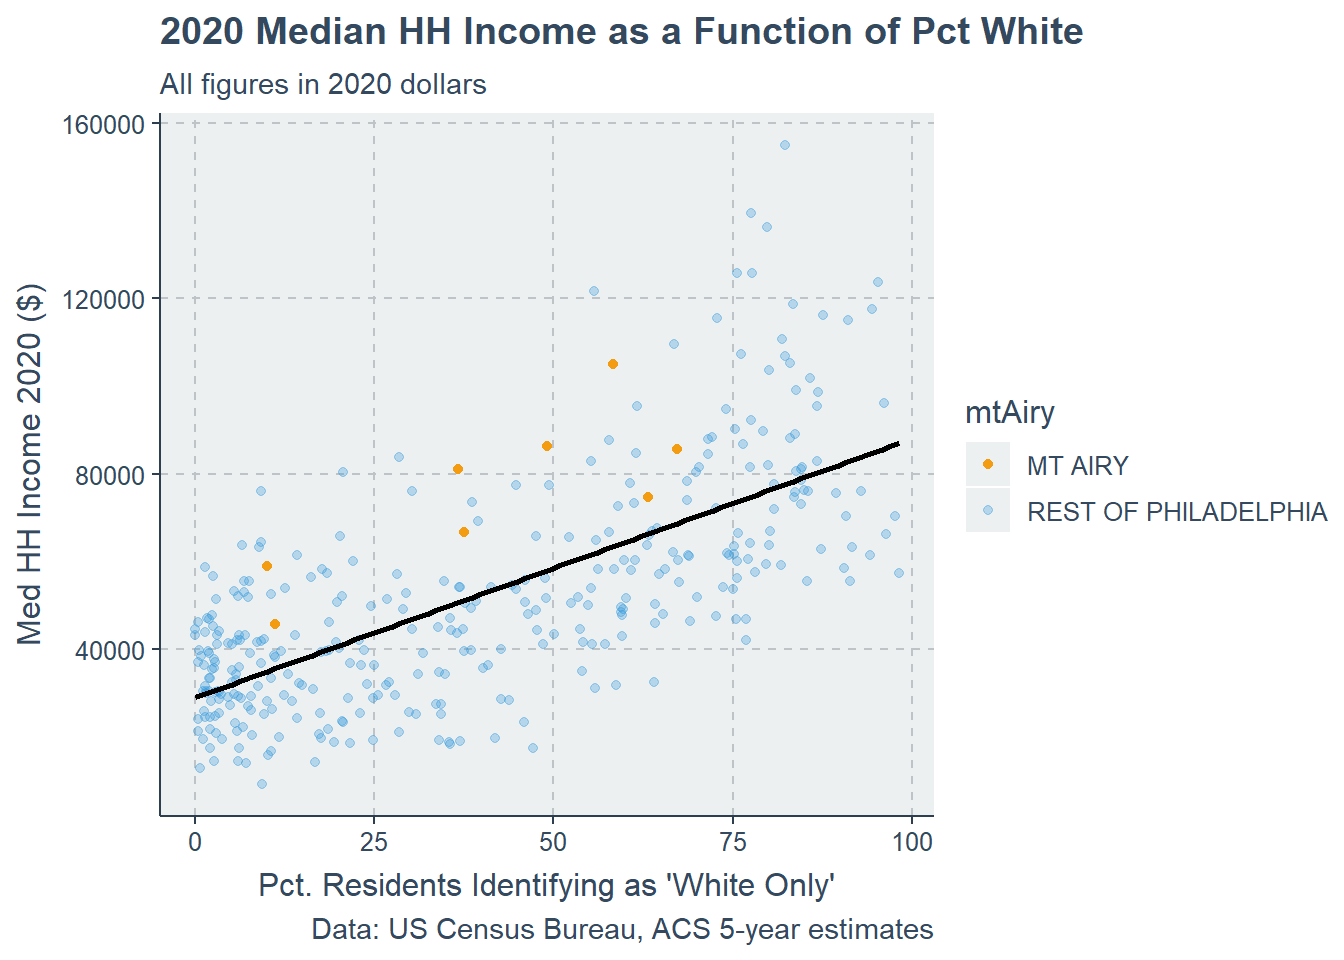 2020 Median HH Income as a Function of Pct White
All figures in 2020 dollars
160000
120000
80000
40000
Med HH Income 2020 ($)
0 25 50 75 100
Pct. Residents Identifying as 'White Only'
Data: US Census Bureau, ACS 5-year estimates
mtAiry
MT AIRY
REST OF PHILADELPHIA